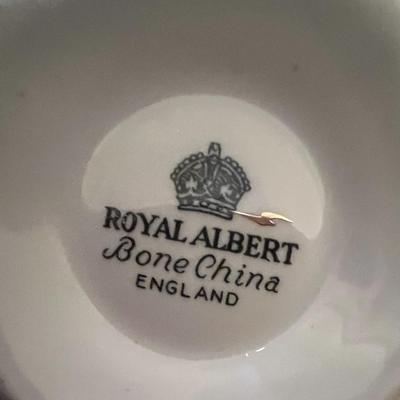 ROYAL ALBERT
Bone China
ENGLAND